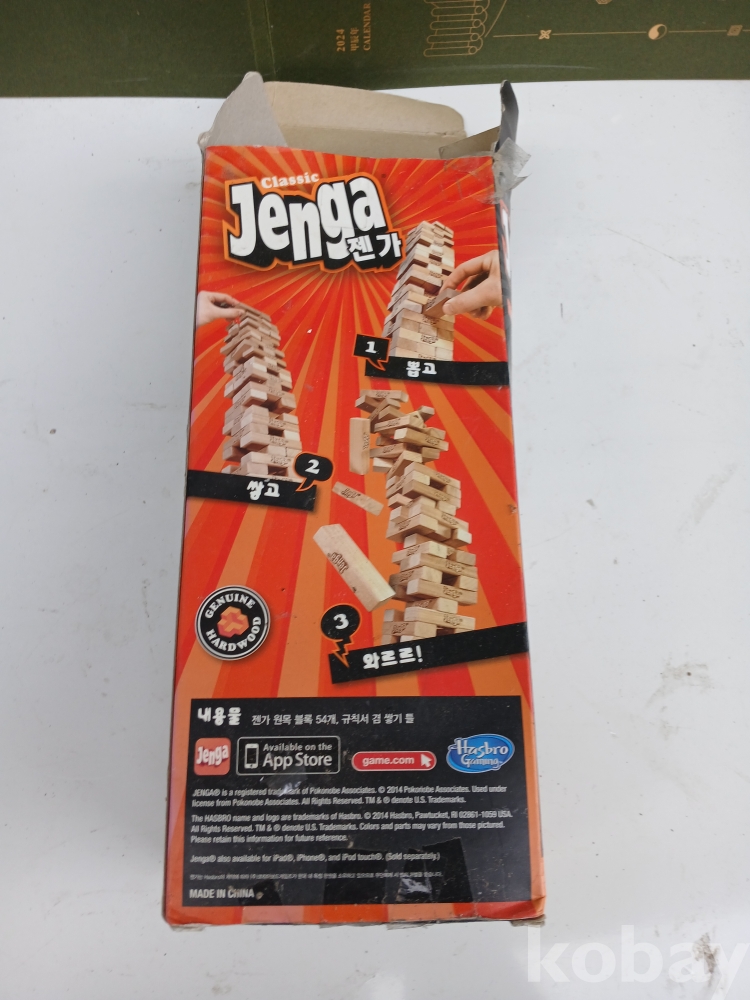 2024
CALENDAR
Classic
Jenga
젠가
1
뽑고
2
쌓고
GENUINE
HARDWOOD
3
와르르!
내용물 젠가 원목 블록 54개, 규칙서 겸 쌓기 틀
Jenga
Available on the
App Store
game.com
Hasbro
Gaming
JENGA® is a registered trademark of Pokonobe Associates. © 2014 Pokonobe Associates. Used under
license from Pokonobe Associates. All Rights Reserved. TM & ® denote U.S. Trademarks.
The HASBRO name and logo are trademarks of Hasbro. © 2014 Hasbro, Pawtucket, RI 02861-1059 USA.
All Rights Reserved. TM & ® denote U.S. Trademarks. Colors and parts may vary from those pictured.
Please retain this information for future reference.
Jenga® also available for iPad®, iPhone®, and iPod touch®. (Sold separately.)
MADE IN CHINA
kobay